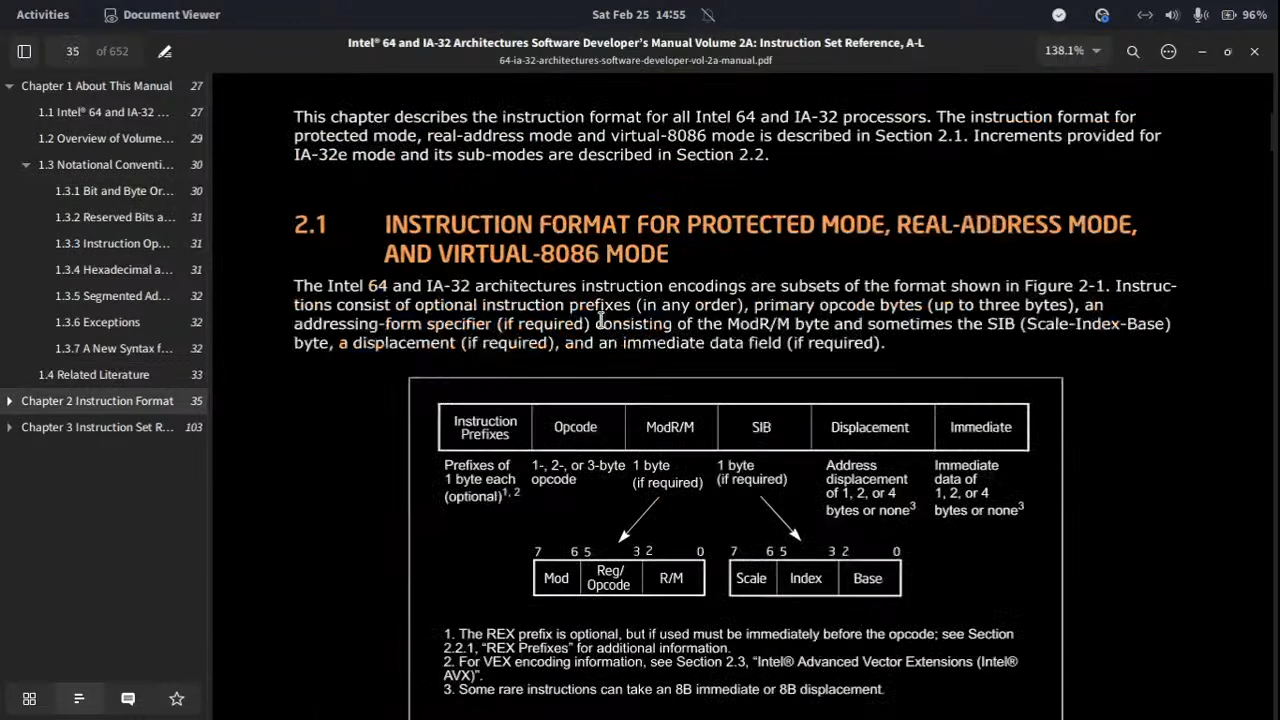 Activities
Document Viewer
Sat Feb 25 14:55
96%
35
of 652
Intel® 64 and IA-32 Architectures Software Developer's Manual Volume 2A: Instruction Set Reference, A-L
64-ia-32-architectures-software-developer-vol-2a-manual.pdf
138.1%
Chapter 1 About This Manual 27
1.1 Intel® 64 and IA-32 ... 27
1.2 Overview of Volume... 29
1.3 Notational Conventi... 30
1.3.1 Bit and Byte Or... 30
1.3.2 Reserved Bits a... 31
1.3.3 Instruction Op... 31
1.3.4 Hexadecimal a... 31
1.3.5 Segmented Ad... 32
1.3.6 Exceptions 32
1.3.7 A New Syntax f... 32
1.4 Related Literature 33
Chapter 2 Instruction Format 35
Chapter 3 Instruction Set R... 103
This chapter describes the instruction format for all Intel 64 and IA-32 processors. The instruction format for
protected mode, real-address mode and virtual-8086 mode is described in Section 2.1. Increments provided for
IA-32e mode and its sub-modes are described in Section 2.2.
2.1 INSTRUCTION FORMAT FOR PROTECTED MODE, REAL-ADDRESS MODE,
AND VIRTUAL-8086 MODE
The Intel 64 and IA-32 architectures instruction encodings are subsets of the format shown in Figure 2-1. Instruc-
tions consist of optional instruction prefixes (in any order), primary opcode bytes (up to three bytes), an
addressing-form specifier (if required) consisting of the ModR/M byte and sometimes the SIB (Scale-Index-Base)
byte, a displacement (if required), and an immediate data field (if required).
Instruction
Prefixes
Opcode
ModR/M
SIB
Displacement
Immediate
Prefixes of
1 byte each
(optional)1, 2
1-, 2-, or 3-byte
opcode
1 byte
(if required)
1 byte
(if required)
Address
displacement
of 1, 2, or 4
bytes or none3
Immediate
data of
1, 2, or 4
bytes or none3
7 6 5 3 2 0
Mod
Reg/
Opcode
R/M
7 6 5 3 2 0
Scale
Index
Base
1. The REX prefix is optional, but if used must be immediately before the opcode; see Section
2.2.1, "REX Prefixes" for additional information.
2. For VEX encoding information, see Section 2.3, "Intel® Advanced Vector Extensions (Intel®
AVX)".
3. Some rare instructions can take an 8B immediate or 8B displacement.